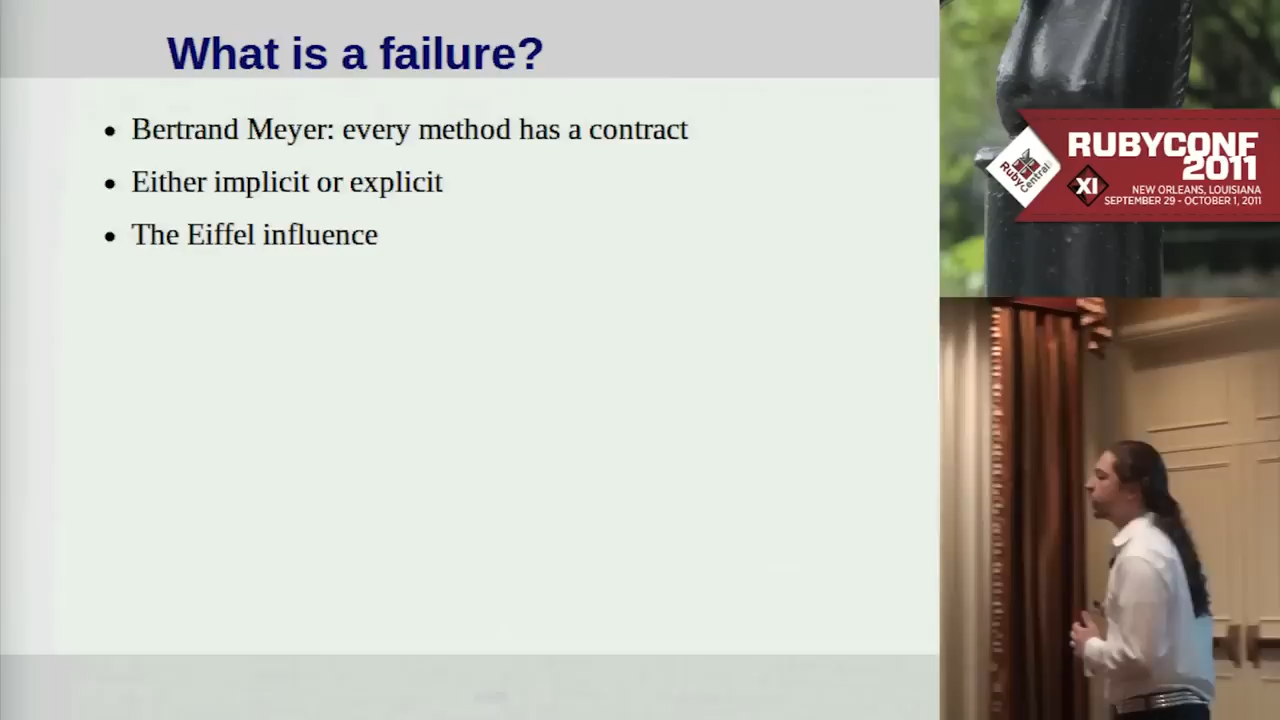 What is a failure?
Bertrand Meyer: every method has a contract
Either implicit or explicit
The Eiffel influence
RubyCentral
RUBYCONF
2011
XI
NEW ORLEANS, LOUISIANA
SEPTEMBER 29 - OCTOBER 1, 2011